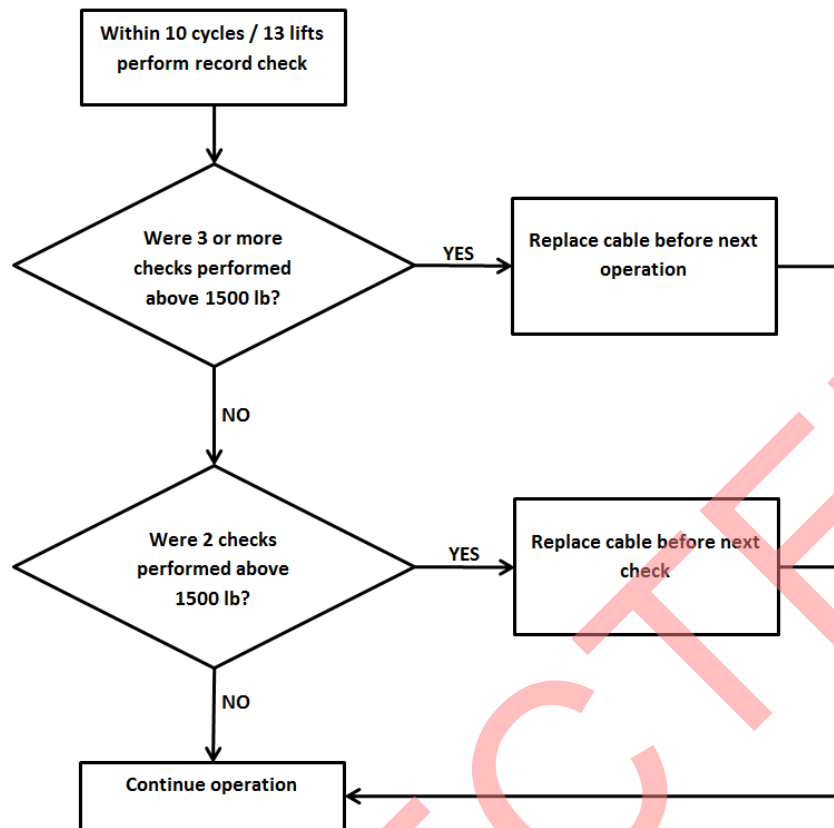 Within 10 cycles / 13 lifts
perform record check
Were 3 or more
checks performed
above 1500 lb?
YES
Replace cable before next
operation
NO
Were 2 checks
performed above
1500 lb?
YES
Replace cable before next
check
NO
Continue operation
CTE